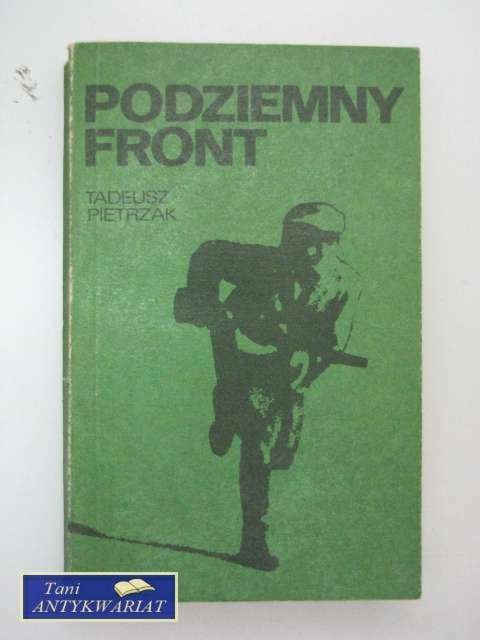 PODZIEMNY
FRONT
TADEUSZ
PIETRZAK
Tani
ANTYKWARIAT